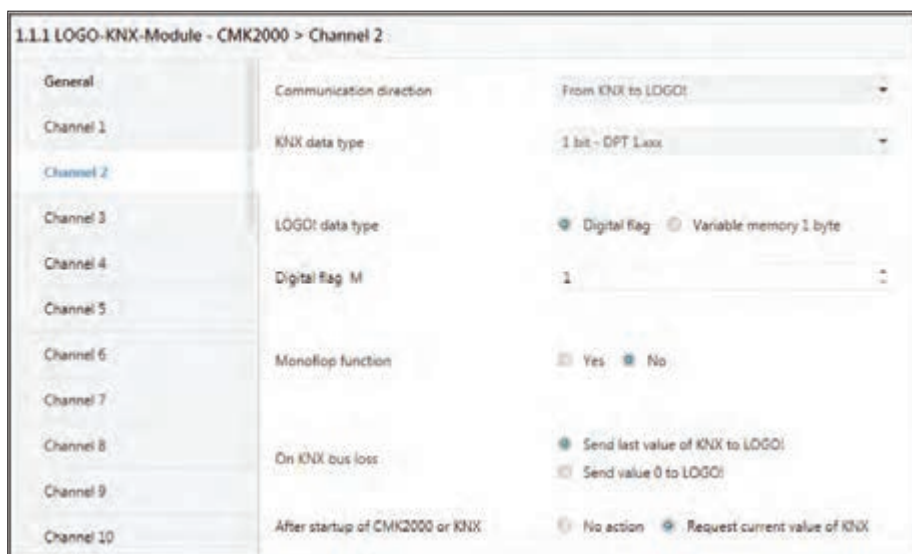 1.1.1 LOGO-KNX-Module - CMK2000 > Channel 2
General
Channel 1
Channel 2
Channel 3
Channel 4
Channel 5
Channel 6
Channel 7
Channel 8
Channel 9
Channel 10
Communication direction From KNX to LOGO!
KNX data type 1 bit - DPT 1.xxx
LOGO! data type Digital flag Variable memory 1 byte
Digital flag M 1
Monoflop function Yes No
On KNX bus loss Send last value of KNX to LOGO!
Send value 0 to LOGO!
After startup of CMK2000 or KNX No action Request current value of KNX